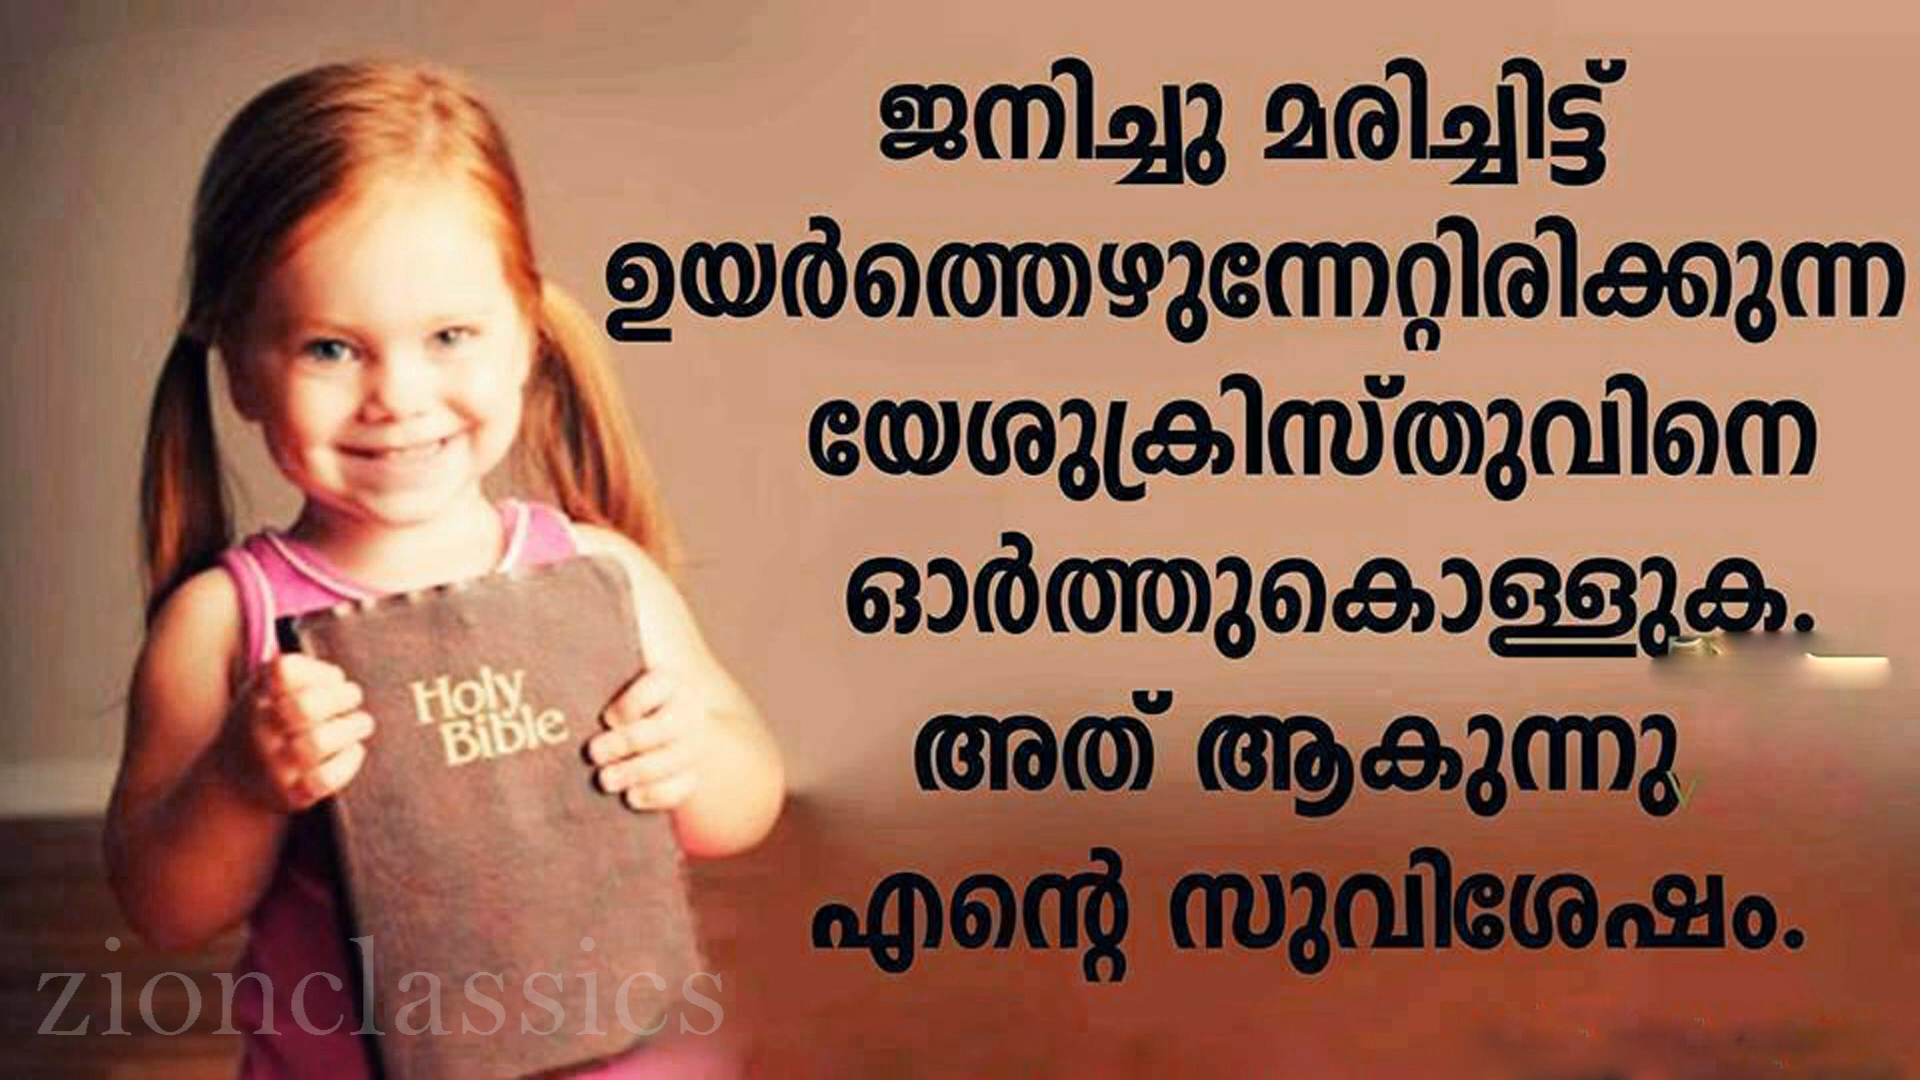 ജനിച്ചു മരിച്ചിട്ട്
ഉയർത്തെഴുന്നേറ്റിരിക്കുന്ന
യേശുക്രിസ്തുവിനെ
ഓർത്തുകൊള്ളുക.
അത് ആകുന്നു
എന്റെ സുവിശേഷം.
Holy
Bible
zionclassics